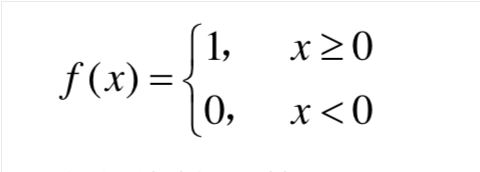 f(x) = { 1, x ≥ 0
0, x < 0